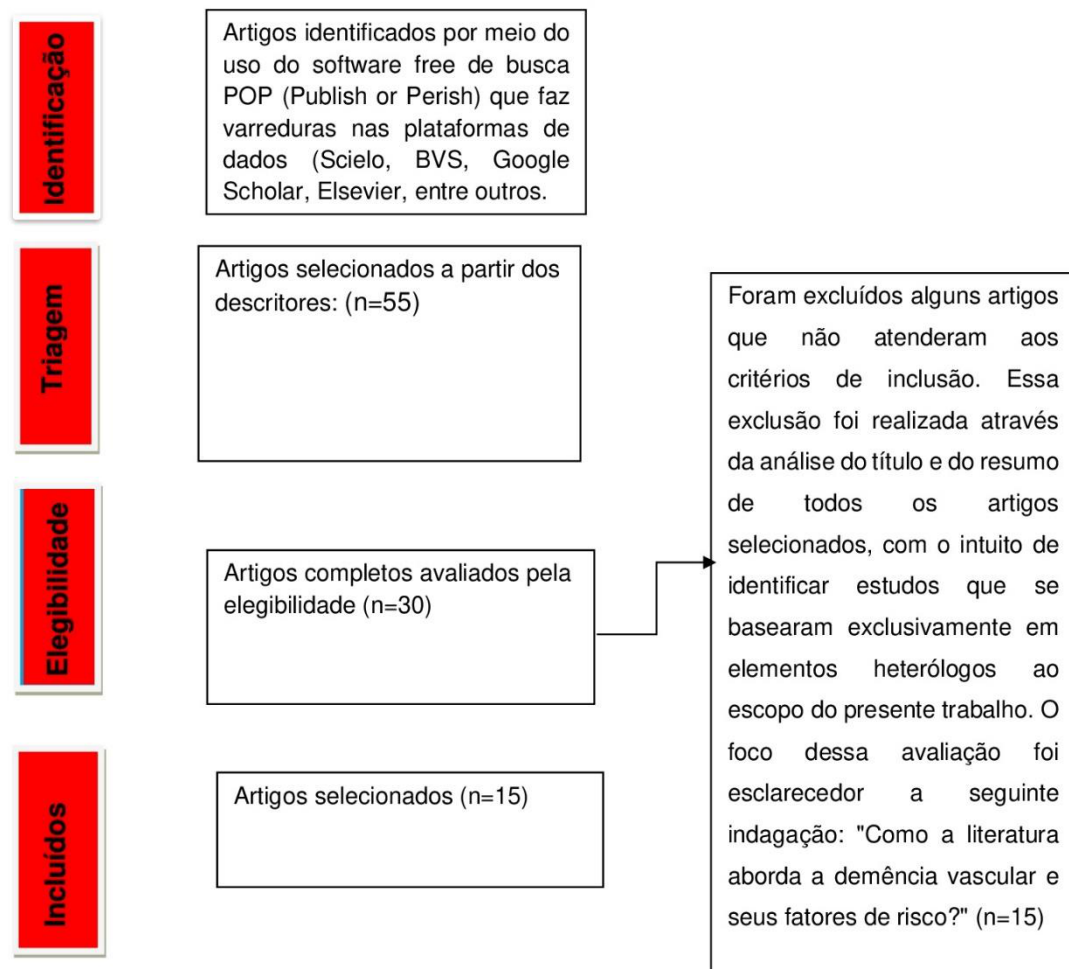 Identificação
Artigos identificados por meio do
uso do software free de busca
POP (Publish or Perish) que faz
varreduras nas plataformas de
dados (Scielo, BVS, Google
Scholar, Elsevier, entre outros.
Triagem
Artigos selecionados a partir dos
descritores: (n=55)
Elegibilidade
Artigos completos avaliados pela
elegibilidade (n=30)
Foram excluídos alguns artigos
que não atenderam aos
critérios de inclusão. Essa
exclusão foi realizada através
da análise do título e do resumo
de todos os artigos
selecionados, com o intuito de
identificar estudos que se
basearam exclusivamente em
elementos heterólogos ao
escopo do presente trabalho. O
foco dessa avaliação foi
esclarecedor a seguinte
indagação: "Como a literatura
aborda a demência vascular e
seus fatores de risco?" (n=15)
Incluídos
Artigos selecionados (n=15)